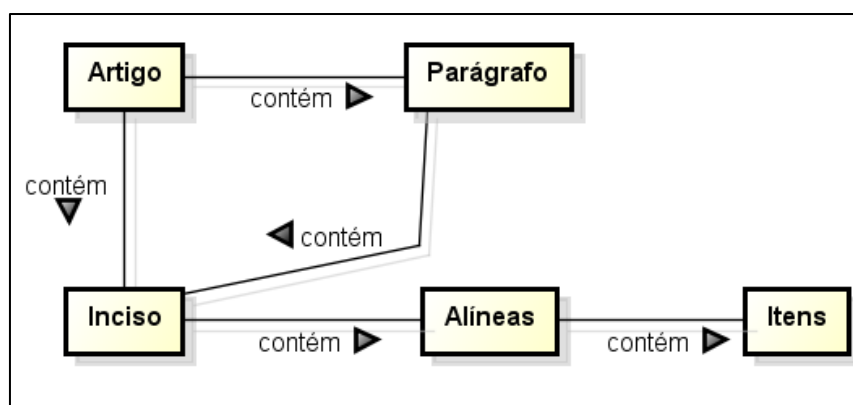 Artigo
Parágrafo
contém
contém
contém
Inciso
Alíneas
Itens
contém
contém